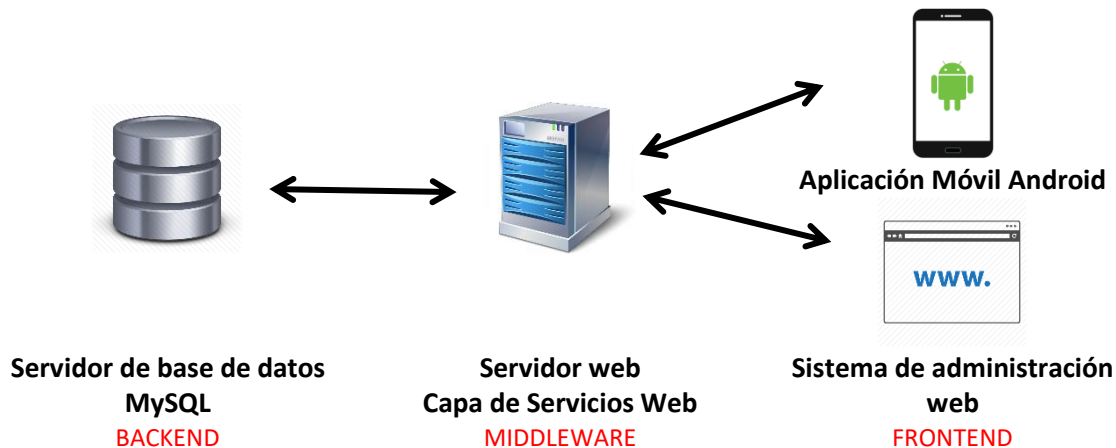 Aplicación Móvil Android
www.
Servidor de base de datos
MySQL
BACKEND
Servidor web
Capa de Servicios Web
MIDDLEWARE
Sistema de administración
web
FRONTEND